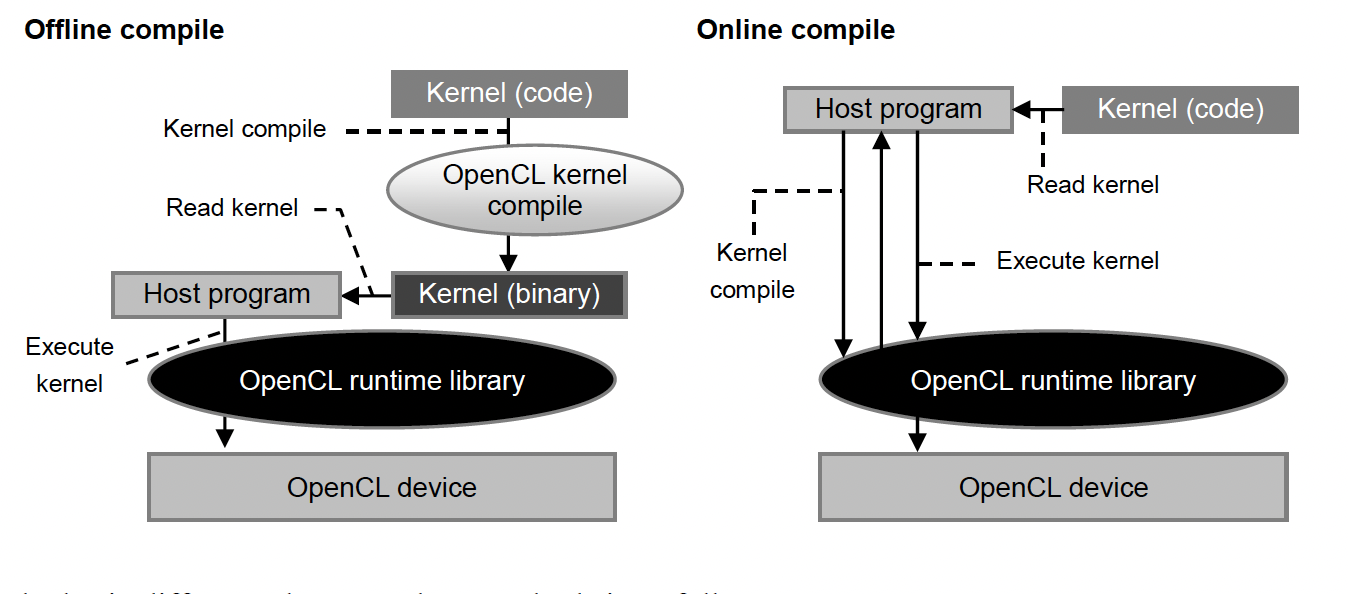 Offline compile
Kernel (code)
Kernel compile
OpenCL kernel
compile
Read kernel
Host program
Kernel (binary)
Execute
kernel
OpenCL runtime library
OpenCL device
Online compile
Host program
Kernel (code)
Read kernel
Kernel
compile
Execute kernel
OpenCL runtime library
OpenCL device